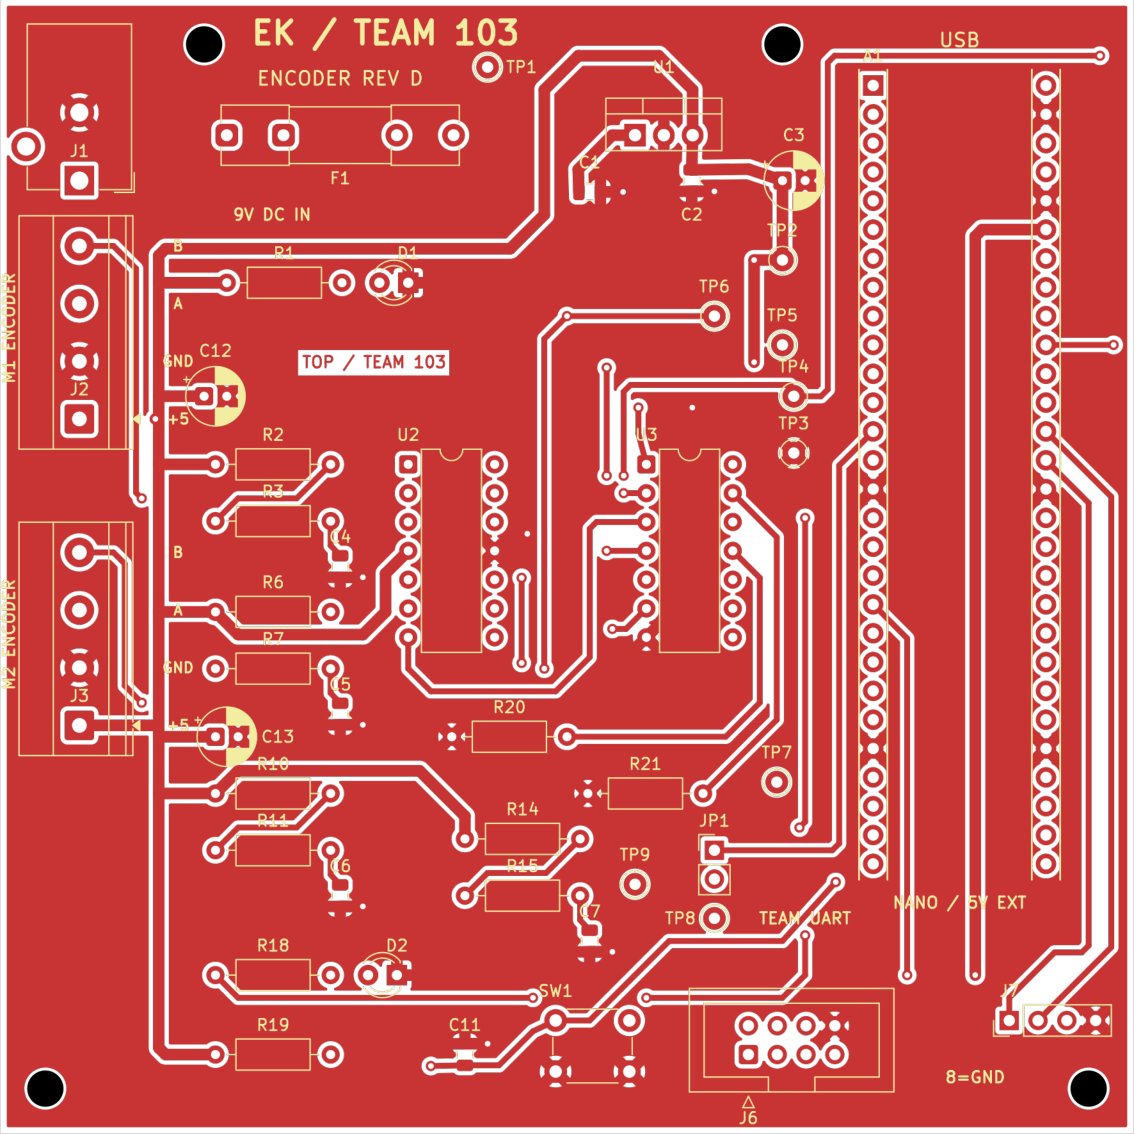 EK / TEAM 103
USB
A1
U1
TP1
ENCODER REV D
C3
J1
C1
F1
C2
9V DC IN
TP2
B
R1
D1
TP6
A
TP5
M1 ENCODER
GND
C12
+
TOP / TEAM 103
TP4
J2
+5
TP3
R2
U2
U3
R3
C4
B
R6
A
M2 ENCODER
R7
GND
C5
J3
R20
+5
+
C13
TP7
R10
R21
R14
JP1
R11
TP9
C6
R15
NANO / 5V EXT
C7
TP8
TEAM UART
R18
D2
SW1
J7
R19
C11
8=GND
J6